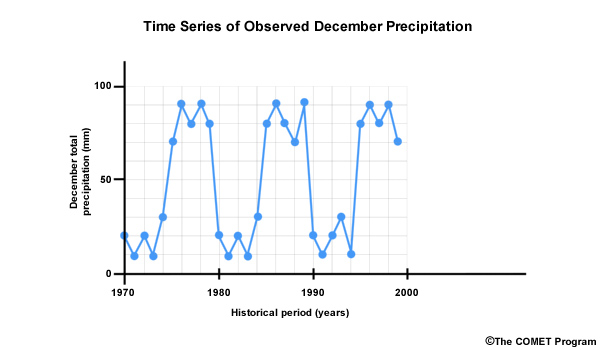 Time Series of Observed December Precipitation
100
50
0
December total
precipitation (mm)
1970
1980
1990
2000
Historical period (years)
©The COMET Program